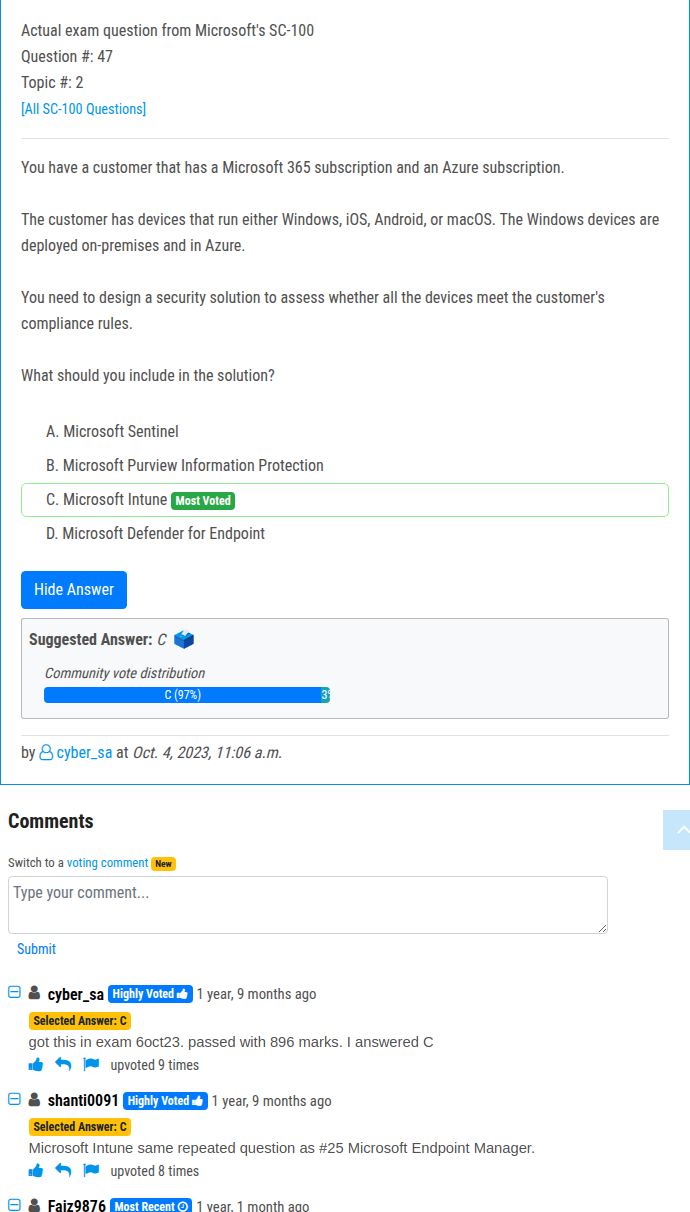 Actual exam question from Microsoft's SC-100
Question #: 47
Topic #: 2
[All SC-100 Questions]
You have a customer that has a Microsoft 365 subscription and an Azure subscription.
The customer has devices that run either Windows, iOS, Android, or macOS. The Windows devices are
deployed on-premises and in Azure.
You need to design a security solution to assess whether all the devices meet the customer's
compliance rules.
What should you include in the solution?
A. Microsoft Sentinel
B. Microsoft Purview Information Protection
C. Microsoft Intune Most Voted
D. Microsoft Defender for Endpoint
Hide Answer
Suggested Answer: C
Community vote distribution
C (97%) 3%
by cyber_sa at Oct. 4, 2023, 11:06 a.m.
Comments
Switch to a voting comment New
Type your comment...
Submit
cyber_sa Highly Voted 1 year, 9 months ago
Selected Answer: C
got this in exam 6oct23. passed with 896 marks. I answered C
upvoted 9 times
shanti0091 Highly Voted 1 year, 9 months ago
Selected Answer: C
Microsoft Intune same repeated question as #25 Microsoft Endpoint Manager.
upvoted 8 times
Faiz9876 Most Recent 1 year, 1 month ago